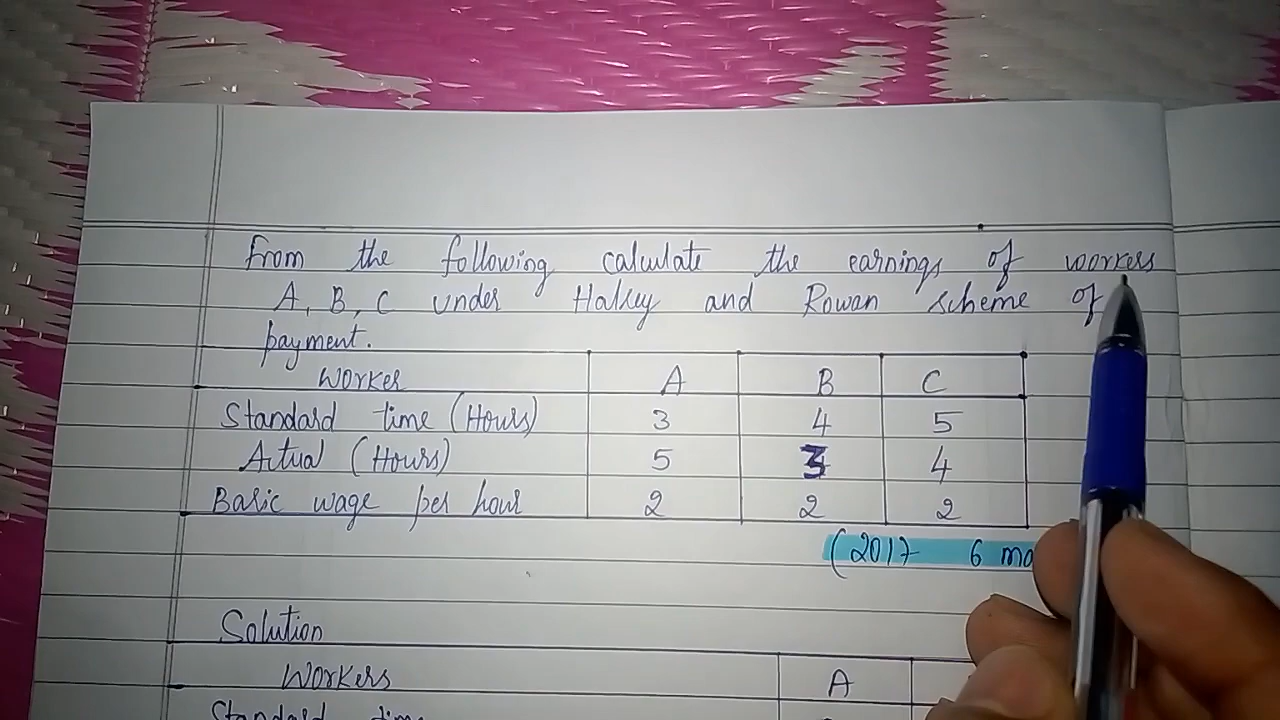 From the following calculate the earnings of workers
A, B, C under Halsey and Rowan scheme of
payment.
Worker A B C
Standard time (Hours) 3 4 5
Actual (Hours) 5 3 4
Basic wage per hour 2 2 2
(2017 6
Solution
Workers A
Standard time